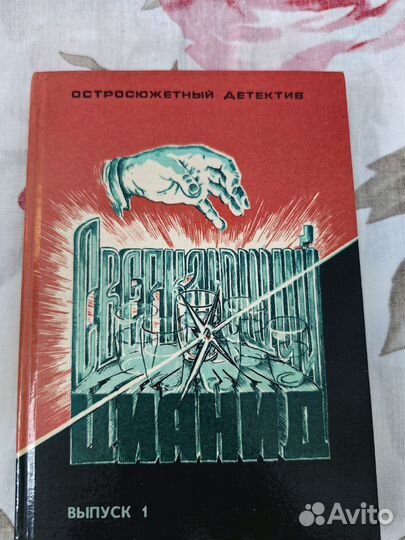 ОСТРОСЮЖЕТНЫЙ ДЕТЕКТИВ
СВЕРКАЮЩИЙ
ЦИАНИД
ВЫПУСК 1
Avito